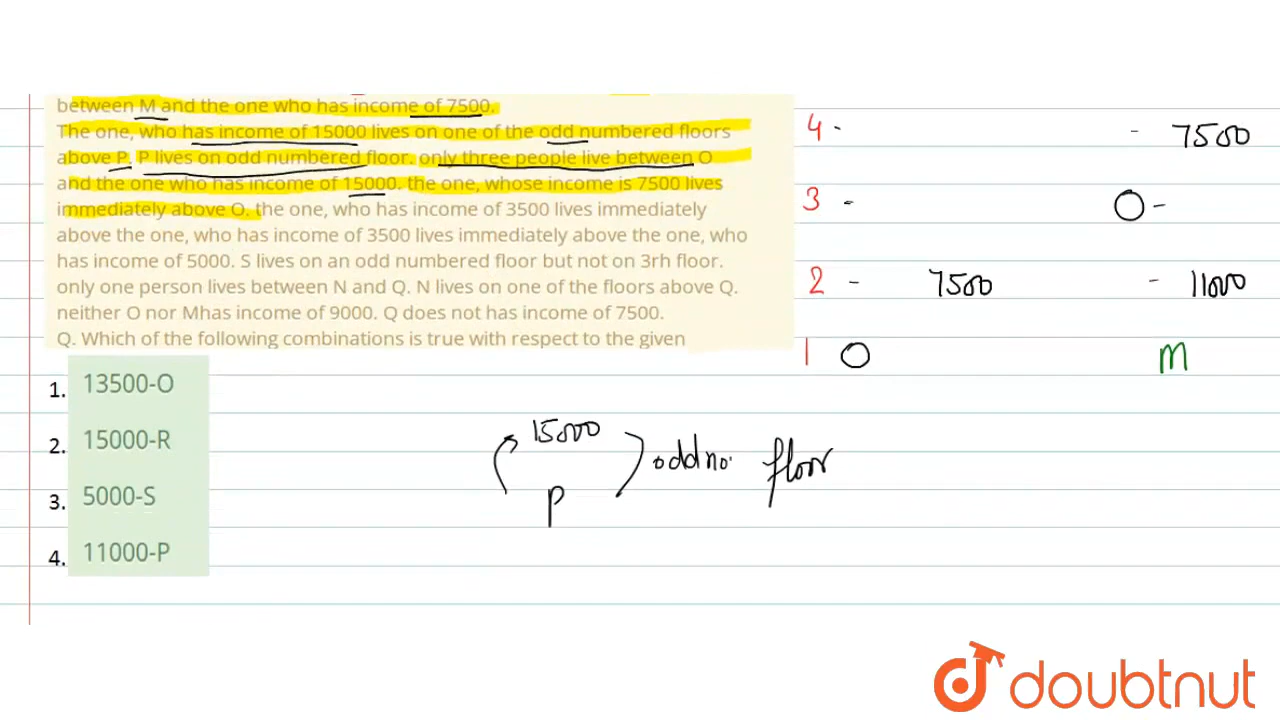 between M and the one who has income of 7500.
The one, who has income of 15000 lives on one of the odd numbered floors
above P. P lives on odd numbered floor. only three people live between O
and the one who has income of 15000. the one, whose income is 7500 lives
immediately above O. the one, who has income of 3500 lives immediately
above the one, who has income of 3500 lives immediately above the one, who
has income of 5000. S lives on an odd numbered floor but not on 3rh floor.
only one person lives between N and Q. N lives on one of the floors above Q.
neither O nor Mhas income of 9000. Q does not has income of 7500.
Q. Which of the following combinations is true with respect to the given
1. 13500-O
2. 15000-R
3. 5000-S
4. 11000-P
4 - - 7500
3 - O -
2 - 7500 - 11000
1 O M
15000
P
odd no. floor
doubtnut